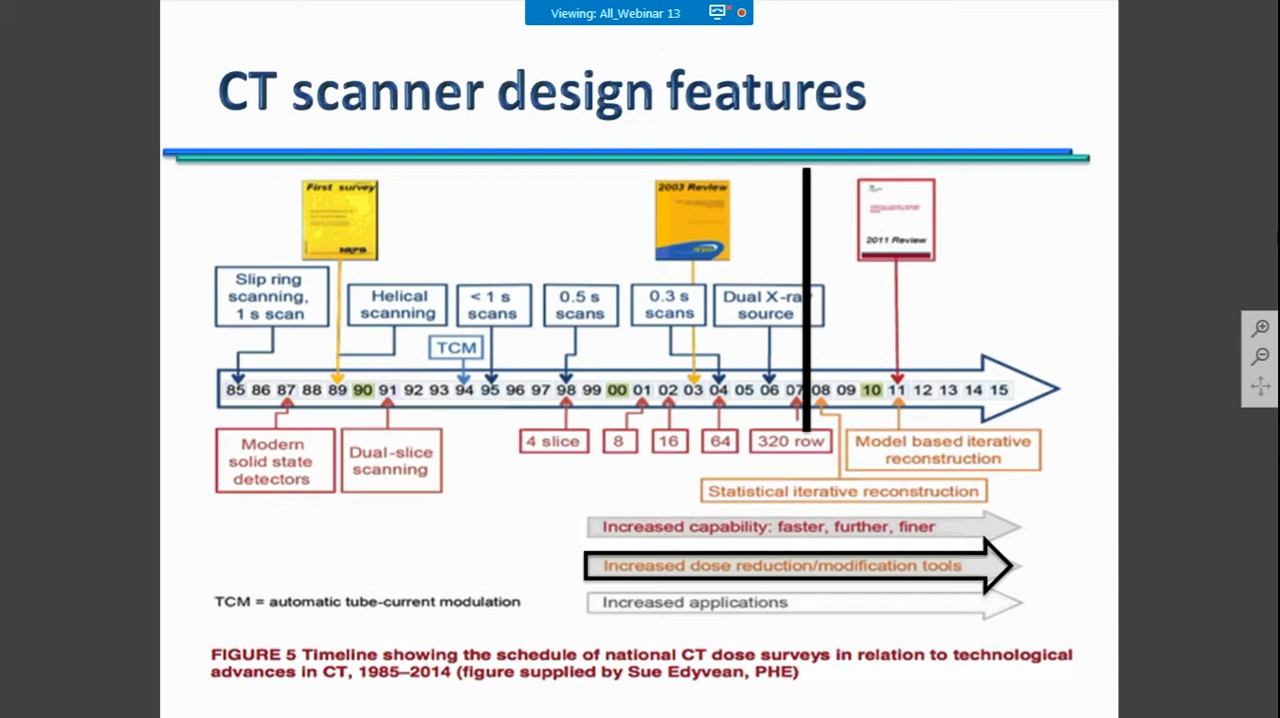 Viewing: All_Webinar 13
CT scanner design features
First survey
2003 Review
2011 Review
Slip ring
scanning,
1 s scan
Helical
scanning
< 1 s
scans
0.5 s
scans
0.3 s
scans
Dual X-ray
source
TCM
85 86 87 88 89 90 91 92 93 94 95 96 97 98 99 00 01 02 03 04 05 06 07 08 09 10 11 12 13 14 15
Modern
solid state
detectors
Dual-slice
scanning
4 slice
8
16
64
320 row
Model based iterative
reconstruction
Statistical iterative reconstruction
Increased capability: faster, further, finer
Increased dose reduction/modification tools
TCM = automatic tube-current modulation
Increased applications
FIGURE 5 Timeline showing the schedule of national CT dose surveys in relation to technological
advances in CT, 1985–2014 (figure supplied by Sue Edyvean, PHE)